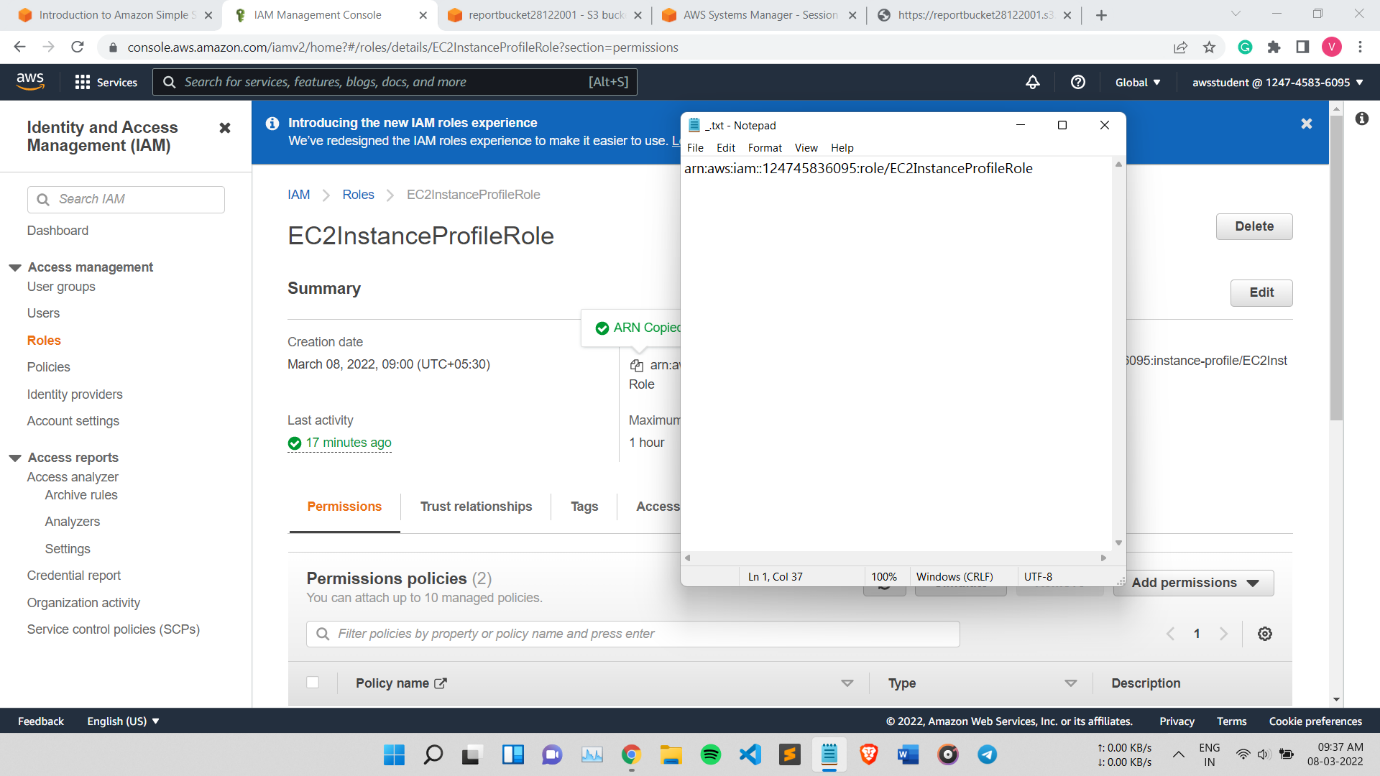 Introduction to Amazon Simple S
IAM Management Console
reportbucket28122001 - S3 buck
AWS Systems Manager - Session
https://reportbucket28122001.s3
console.aws.amazon.com/iamv2/home?#/roles/details/EC2InstanceProfileRole?section=permissions
V
aws
Services
Search for services, features, blogs, docs, and more
[Alt+S]
Global
awsstudent @ 1247-4583-6095
Identity and Access
Management (IAM)
Search IAM
Dashboard
Access management
User groups
Users
Roles
Policies
Identity providers
Account settings
Access reports
Access analyzer
Archive rules
Analyzers
Settings
Credential report
Organization activity
Service control policies (SCPs)
Introducing the new IAM roles experience
We've redesigned the IAM roles experience to make it easier to use. L
IAM
Roles
EC2InstanceProfileRole
EC2InstanceProfileRole
Delete
Summary
Edit
Creation date
March 08, 2022, 09:00 (UTC+05:30)
ARN Copied
arn:a
Role
6095:instance-profile/EC2Inst
Last activity
17 minutes ago
Maximum
1 hour
Permissions
Trust relationships
Tags
Access
Permissions policies (2)
You can attach up to 10 managed policies.
Add permissions
Filter policies by property or policy name and press enter
1
Policy name
Type
Description
_.txt - Notepad
File Edit Format View Help
arn:aws:iam::124745836095:role/EC2InstanceProfileRole
Ln 1, Col 37
100%
Windows (CRLF)
UTF-8
Feedback
English (US)
© 2022, Amazon Web Services, Inc. or its affiliates.
Privacy
Terms
Cookie preferences
↑: 0.00 KB/s
↓: 0.00 KB/s
ENG
IN
09:37 AM
08-03-2022